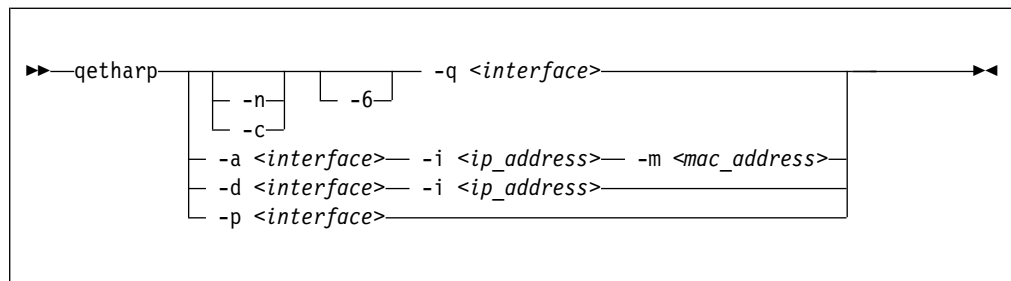 qetharp -q <interface>
-n -6
-c
-a <interface> -i <ip_address> -m <mac_address>
-d <interface> -i <ip_address>
-p <interface>